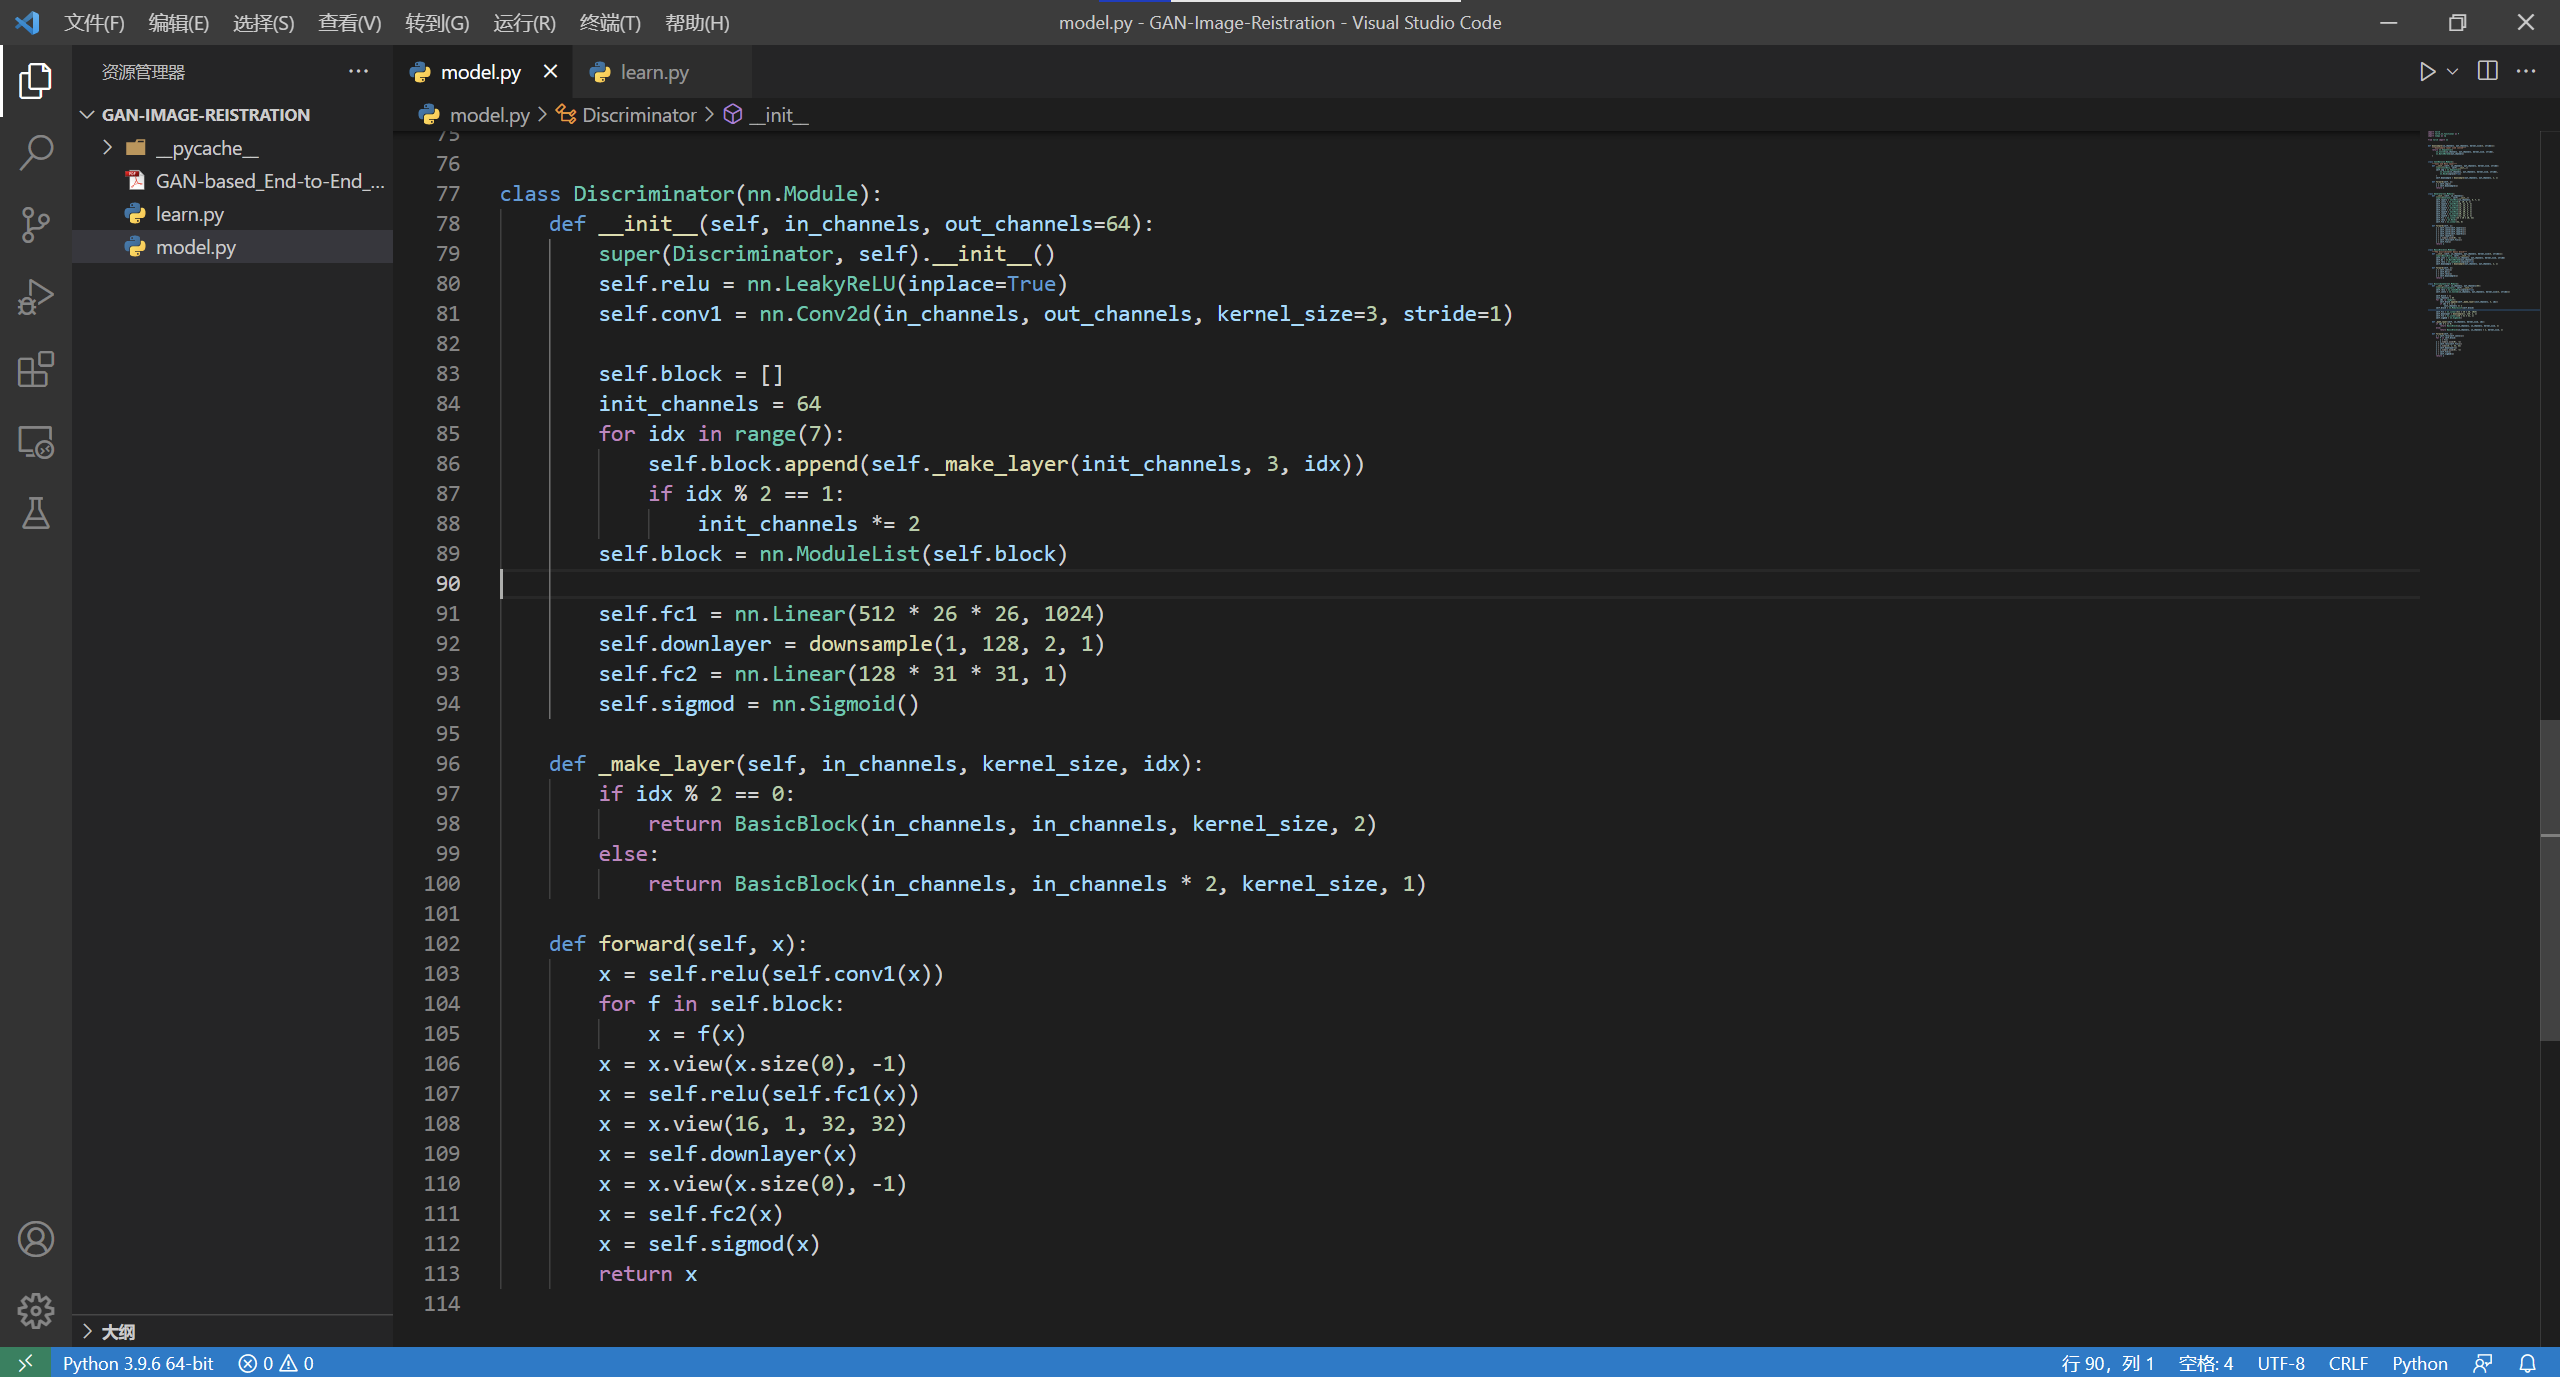 文件(F) 编辑(E) 选择(S) 查看(V) 转到(G) 运行(R) 终端(T) 帮助(H)
model.py - GAN-Image-Reistration - Visual Studio Code
资源管理器
GAN-IMAGE-REISTRATION
__pycache__
GAN-based_End-to-End_...
learn.py
model.py
大纲
model.py
learn.py
model.py > Discriminator > __init__
75
76
77 class Discriminator(nn.Module):
78     def __init__(self, in_channels, out_channels=64):
79         super(Discriminator, self).__init__()
80         self.relu = nn.LeakyReLU(inplace=True)
81         self.conv1 = nn.Conv2d(in_channels, out_channels, kernel_size=3, stride=1)
82
83         self.block = []
84         init_channels = 64
85         for idx in range(7):
86             self.block.append(self._make_layer(init_channels, 3, idx))
87             if idx % 2 == 1:
88                 init_channels *= 2
89         self.block = nn.ModuleList(self.block)
90
91         self.fc1 = nn.Linear(512 * 26 * 26, 1024)
92         self.downlayer = downsample(1, 128, 2, 1)
93         self.fc2 = nn.Linear(128 * 31 * 31, 1)
94         self.sigmod = nn.Sigmoid()
95
96     def _make_layer(self, in_channels, kernel_size, idx):
97         if idx % 2 == 0:
98             return BasicBlock(in_channels, in_channels, kernel_size, 2)
99         else:
100             return BasicBlock(in_channels, in_channels * 2, kernel_size, 1)
101
102     def forward(self, x):
103         x = self.relu(self.conv1(x))
104         for f in self.block:
105             x = f(x)
106         x = x.view(x.size(0), -1)
107         x = self.relu(self.fc1(x))
108         x = x.view(16, 1, 32, 32)
109         x = self.downlayer(x)
110         x = x.view(x.size(0), -1)
111         x = self.fc2(x)
112         x = self.sigmod(x)
113         return x
114
Python 3.9.6 64-bit 0 0
行 90，列 1 空格: 4 UTF-8 CRLF Python